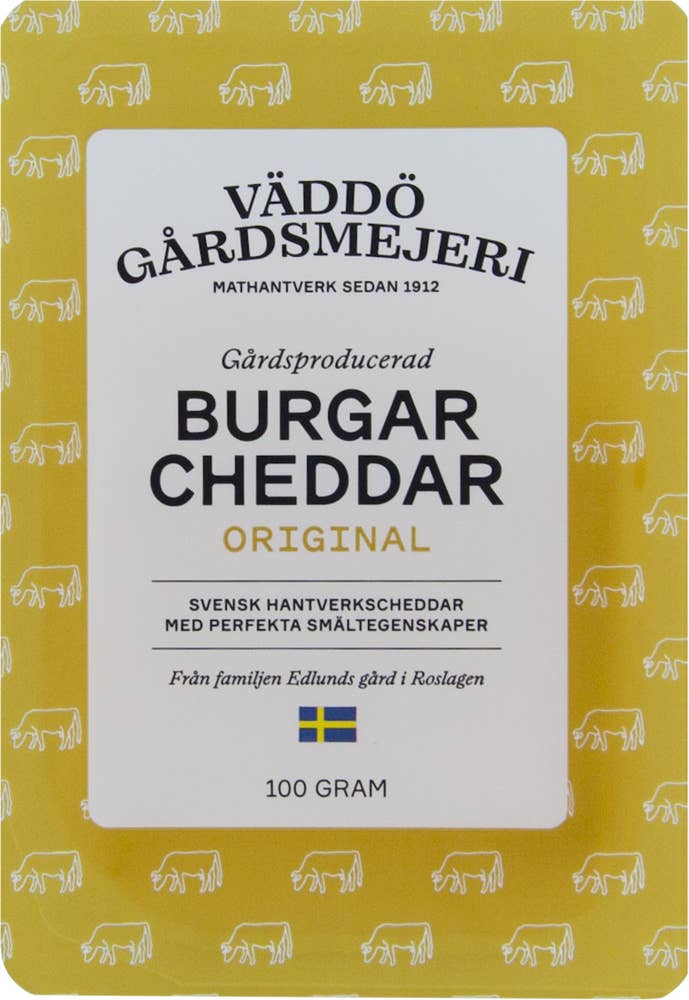 VÄDDÖ
GÅRDSMEJERI
MATHANTVERK SEDAN 1912
Gårdsproducerad
BURGAR
CHEDDAR
ORIGINAL
SVENSK HANTVERKSCHEDDAR
MED PERFEKTA SMÄLTEGENSKAPER
Från familjen Edlunds gård i Roslagen
100 GRAM